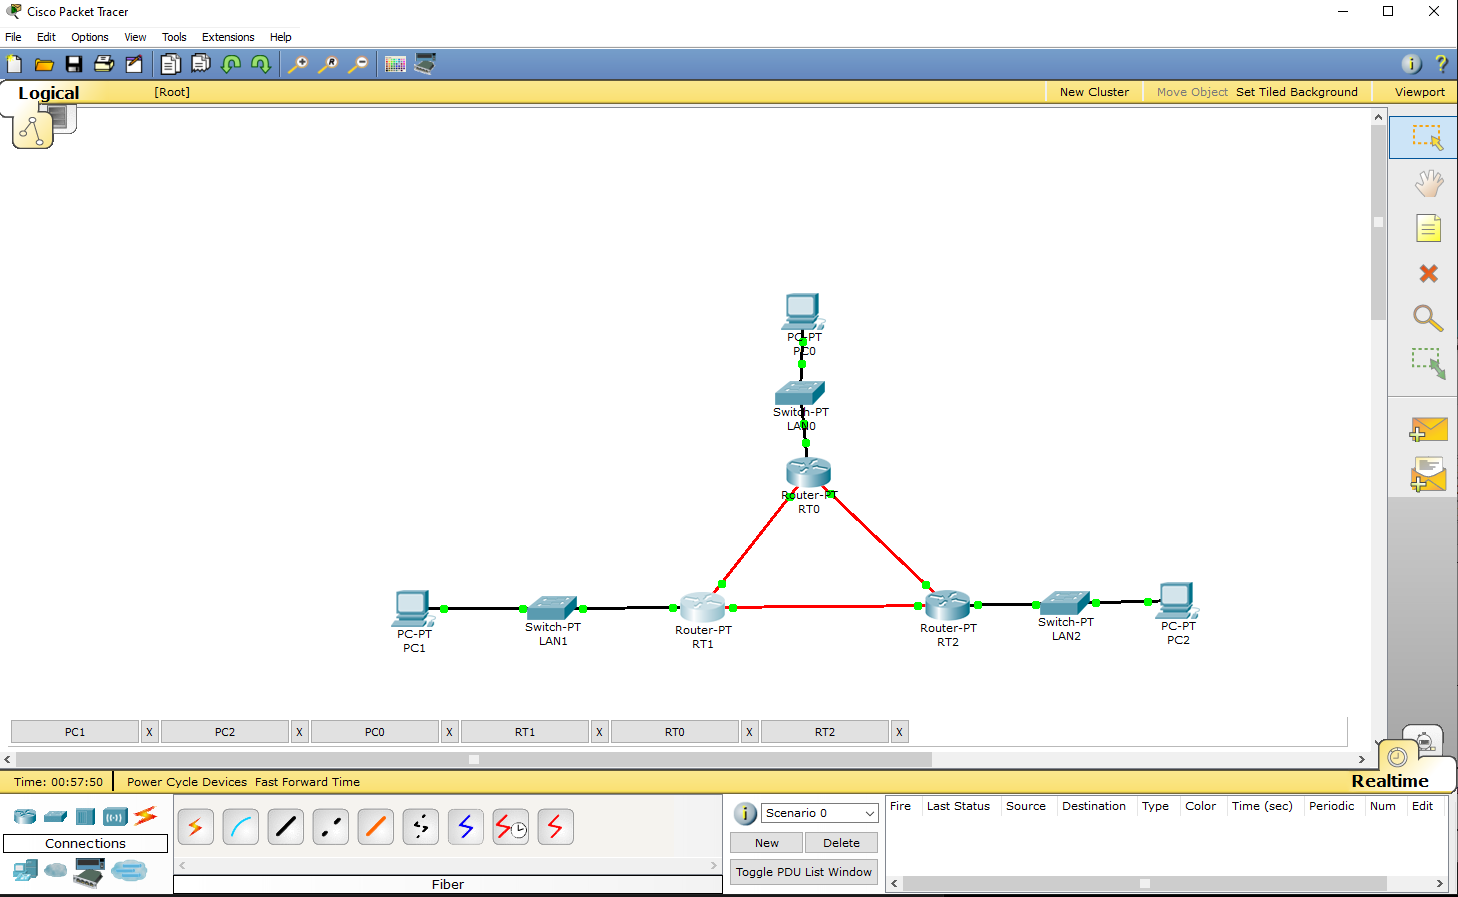 Cisco Packet Tracer
File Edit Options View Tools Extensions Help
Logical [Root] New Cluster Move Object Set Tiled Background Viewport
PC-PT
PC0
Switch-PT
LAN0
Router-PT
RT0
PC-PT
PC1
Switch-PT
LAN1
Router-PT
RT1
Router-PT
RT2
Switch-PT
LAN2
PC-PT
PC2
PC1 X PC2 X PC0 X RT1 X RT0 X RT2 X
Time: 00:57:50 Power Cycle Devices Fast Forward Time Realtime
Connections
Fiber
Scenario 0
New Delete
Toggle PDU List Window
Fire Last Status Source Destination Type Color Time (sec) Periodic Num Edit